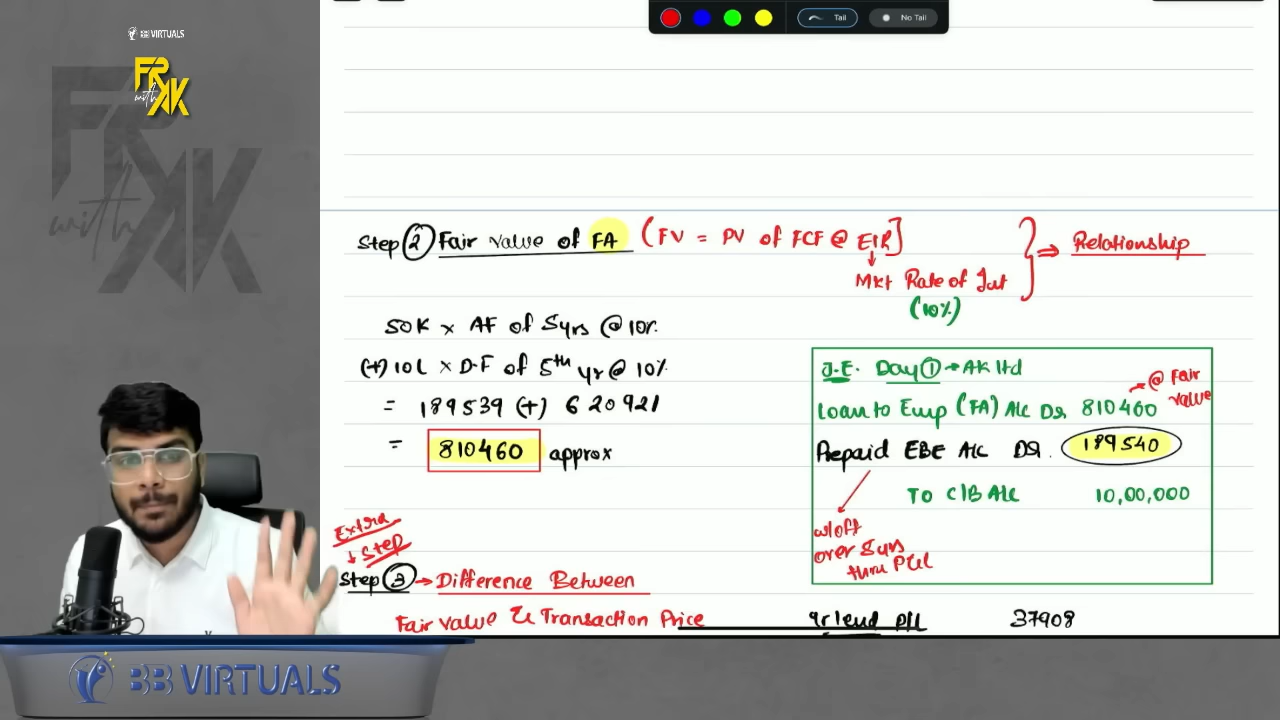 Tail
No Tail
BB VIRTUALS
FR
with
AK
FR
with
AK
Step ② Fair value of FA (FV = PV of FCF @ EIR] ⇒ Relationship
↓
Mkt Rate of Int
(10%)
50K × AF of 5yrs @ 10%
(+) 10L × D.F of 5th yr @ 10%
= 189539 (+) 620921
= 810460 approx
J.E. Day ① → AK ltd
Loan to Emp (FA) A/c Dr. 810460 → @ Fair value
Prepaid EBE A/c Dr. 189540
To C/B A/c 10,00,000
w/off
over 5yrs
thru P&L
Extra
↓ Step
Step ③ → Difference Between
Fair value & Transaction Price
37908
BB VIRTUALS